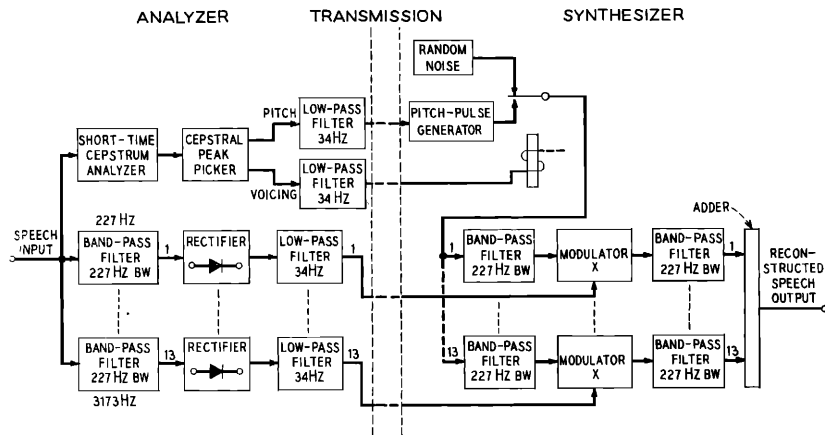 ANALYZER
TRANSMISSION
SYNTHESIZER
RANDOM
NOISE
PITCH
LOW-PASS
FILTER
34HZ
PITCH-PULSE
GENERATOR
SHORT-TIME
CEPSTRUM
ANALYZER
CEPSTRAL
PEAK
PICKER
VOICING
LOW-PASS
FILTER
34 HZ
ADDER
227 HZ
SPEECH
INPUT
BAND-PASS
FILTER
227 HZ BW
1
RECTIFIER
LOW-PASS
FILTER
34HZ
1
1
BAND-PASS
FILTER
227 HZ BW
MODULATOR
X
BAND-PASS
FILTER
227 HZ BW
1
RECON-
STRUCTED
SPEECH
OUTPUT
BAND-PASS
FILTER
227 HZ BW
13
RECTIFIER
LOW-PASS
FILTER
34HZ
13
13
BAND-PASS
FILTER
227 HZ BW
MODULATOR
X
BAND-PASS
FILTER
227 HZ BW
13
3173HZ